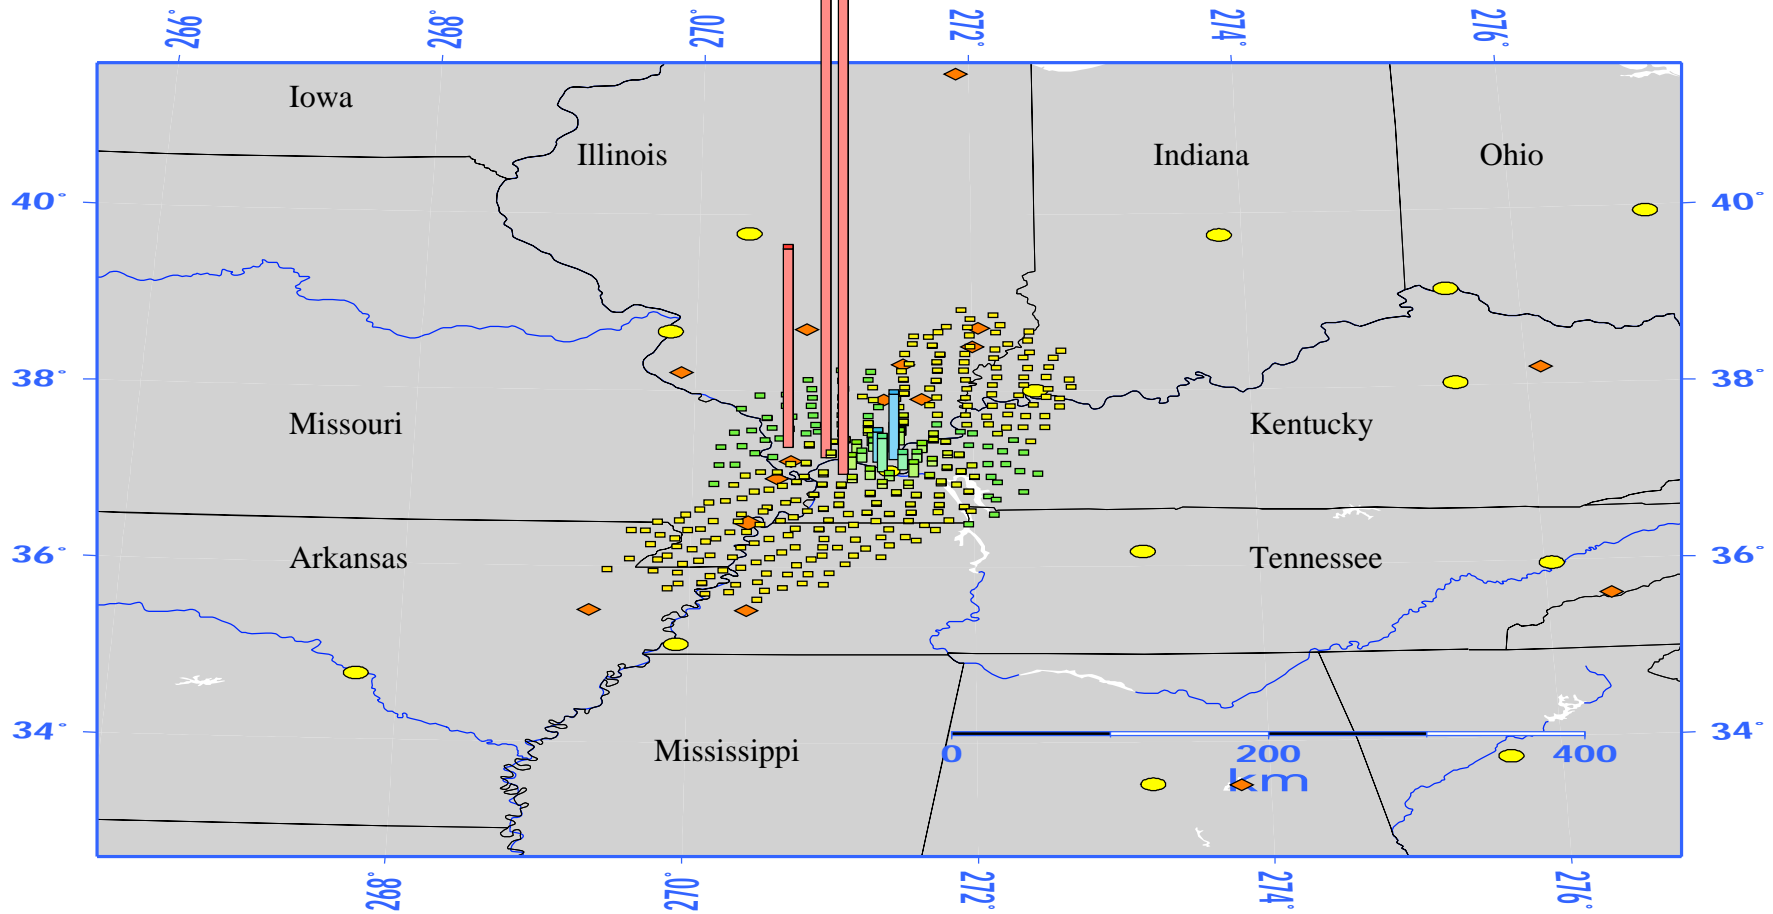 266° 268° 270° 272° 274° 276°
Iowa
Illinois Indiana Ohio
40° 40°
38° 38°
Missouri Kentucky
36° 36°
Arkansas Tennessee
34° 34°
Mississippi
0 200 400
km
268° 270° 272° 274° 276°